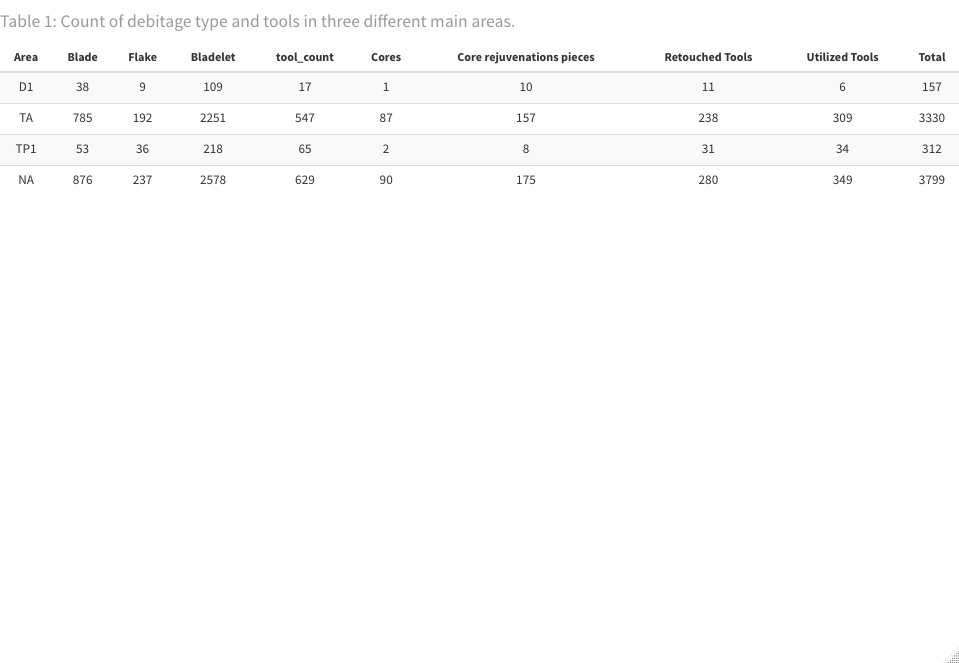 Table 1: Count of debitage type and tools in three different main areas.
Area Blade Flake Bladelet tool_count Cores Core rejuvenations pieces Retouched Tools Utilized Tools Total
D1 38 9 109 17 1 10 11 6 157
TA 785 192 2251 547 87 157 238 309 3330
TP1 53 36 218 65 2 8 31 34 312
NA 876 237 2578 629 90 175 280 349 3799